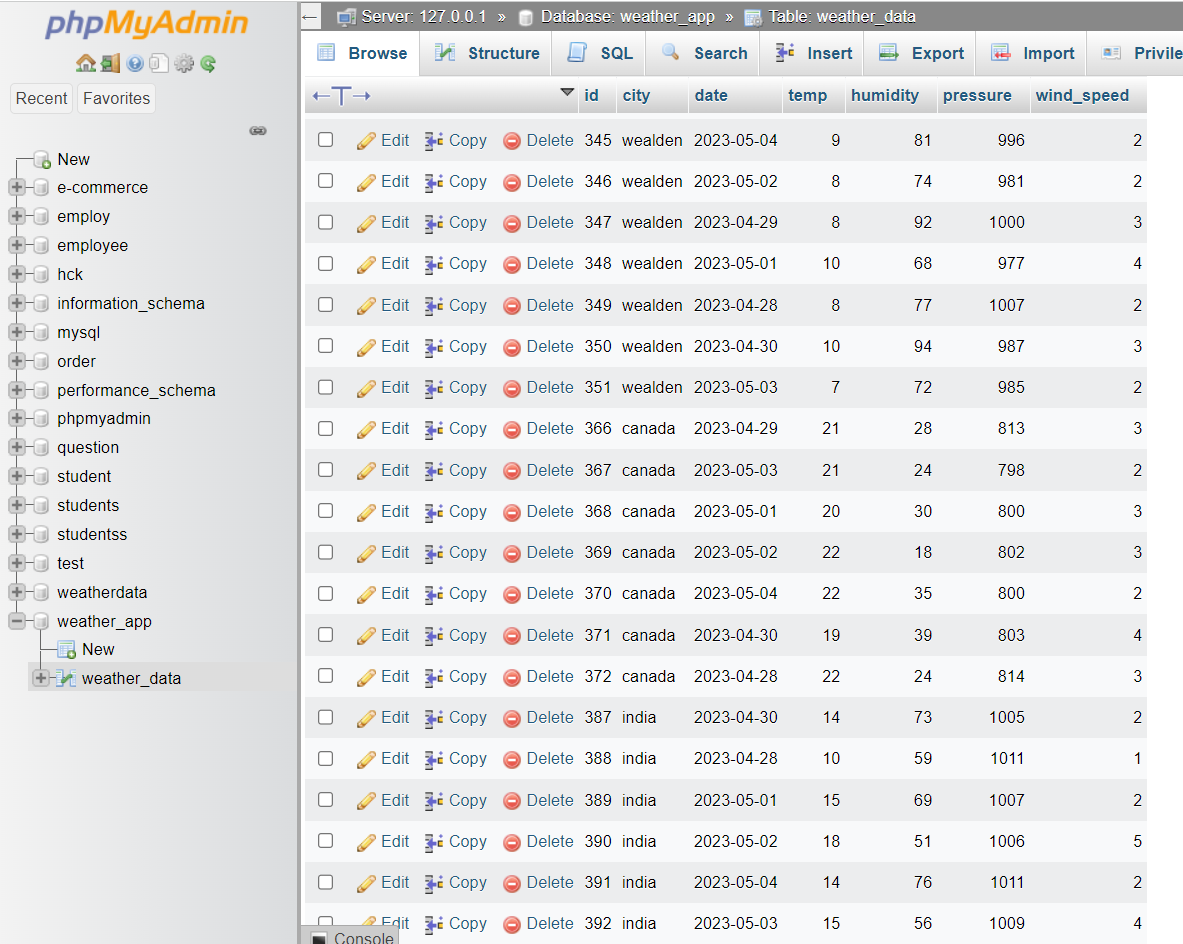 phpMyAdmin
Recent Favorites
New
e-commerce
employ
employee
hck
information_schema
mysql
order
performance_schema
phpmyadmin
question
student
students
studentss
test
weatherdata
weather_app
New
weather_data
Server: 127.0.0.1 » Database: weather_app » Table: weather_data
Browse Structure SQL Search Insert Export Import Privile
←T→ id city date temp humidity pressure wind_speed
Edit Copy Delete 345 wealden 2023-05-04 9 81 996 2
Edit Copy Delete 346 wealden 2023-05-02 8 74 981 2
Edit Copy Delete 347 wealden 2023-04-29 8 92 1000 3
Edit Copy Delete 348 wealden 2023-05-01 10 68 977 4
Edit Copy Delete 349 wealden 2023-04-28 8 77 1007 2
Edit Copy Delete 350 wealden 2023-04-30 10 94 987 3
Edit Copy Delete 351 wealden 2023-05-03 7 72 985 2
Edit Copy Delete 366 canada 2023-04-29 21 28 813 3
Edit Copy Delete 367 canada 2023-05-03 21 24 798 2
Edit Copy Delete 368 canada 2023-05-01 20 30 800 3
Edit Copy Delete 369 canada 2023-05-02 22 18 802 3
Edit Copy Delete 370 canada 2023-05-04 22 35 800 2
Edit Copy Delete 371 canada 2023-04-30 19 39 803 4
Edit Copy Delete 372 canada 2023-04-28 22 24 814 3
Edit Copy Delete 387 india 2023-04-30 14 73 1005 2
Edit Copy Delete 388 india 2023-04-28 10 59 1011 1
Edit Copy Delete 389 india 2023-05-01 15 69 1007 2
Edit Copy Delete 390 india 2023-05-02 18 51 1006 5
Edit Copy Delete 391 india 2023-05-04 14 76 1011 2
Edit Copy Delete 392 india 2023-05-03 15 56 1009 4
Console